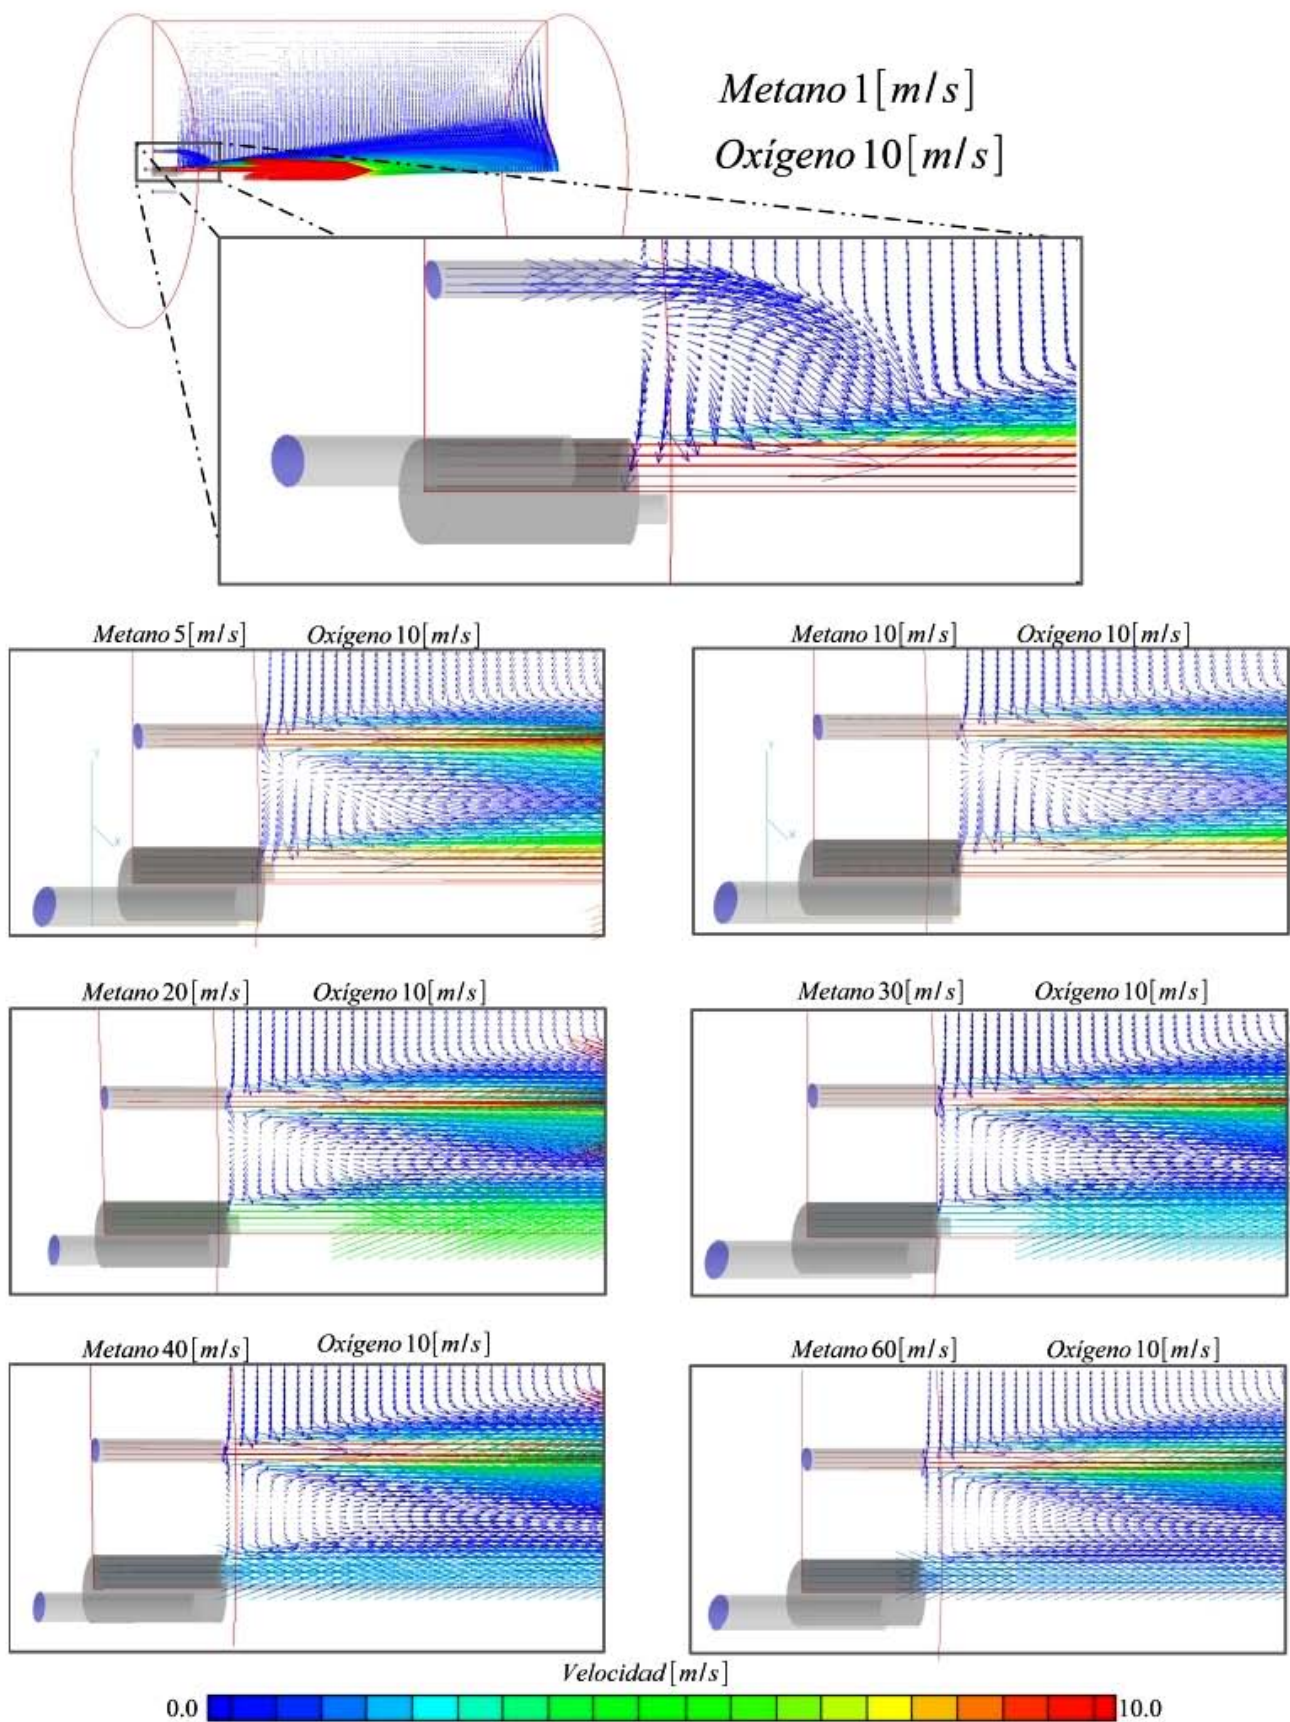 Metano 1[m/s]
Oxígeno 10[m/s]
Metano 5[m/s] Oxígeno 10[m/s]
Metano 10[m/s] Oxígeno 10[m/s]
Metano 20[m/s] Oxígeno 10[m/s]
Metano 30[m/s] Oxígeno 10[m/s]
Metano 40[m/s] Oxígeno 10[m/s]
Metano 60[m/s] Oxígeno 10[m/s]
Velocidad[m/s]
0.0 10.0